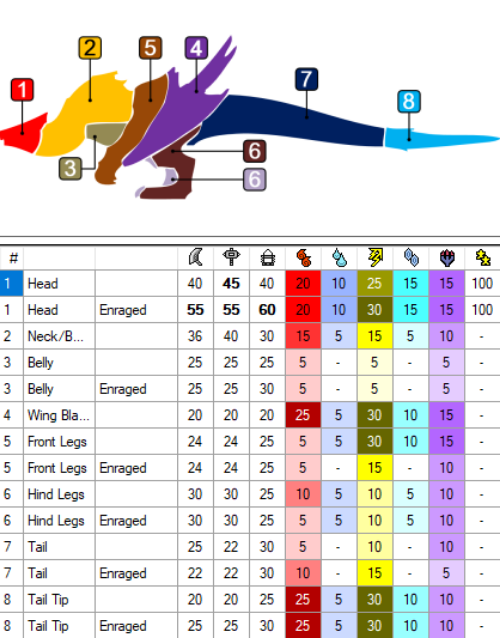 1
2
5
4
7
8
3
6
6
#
1 Head 40 45 40 20 10 25 15 15 100
1 Head Enraged 55 55 60 20 10 30 15 15 100
2 Neck/B... 36 40 30 15 5 15 5 10 -
3 Belly 25 25 25 5 - 5 - 5 -
3 Belly Enraged 25 25 25 5 - 5 - 5 -
4 Wing Bla... 20 20 20 25 5 30 10 15 -
5 Front Legs 24 24 25 5 5 30 10 15 -
5 Front Legs Enraged 24 24 25 5 - 15 - 10 -
6 Hind Legs 30 30 25 10 5 10 5 10 -
6 Hind Legs Enraged 30 30 25 5 5 10 5 10 -
7 Tail 25 22 30 5 - 10 - 10 -
7 Tail Enraged 22 22 30 10 - 15 - 5 -
8 Tail Tip 20 20 25 25 5 30 10 10 -
8 Tail Tip Enraged 25 25 30 25 5 30 10 10 -